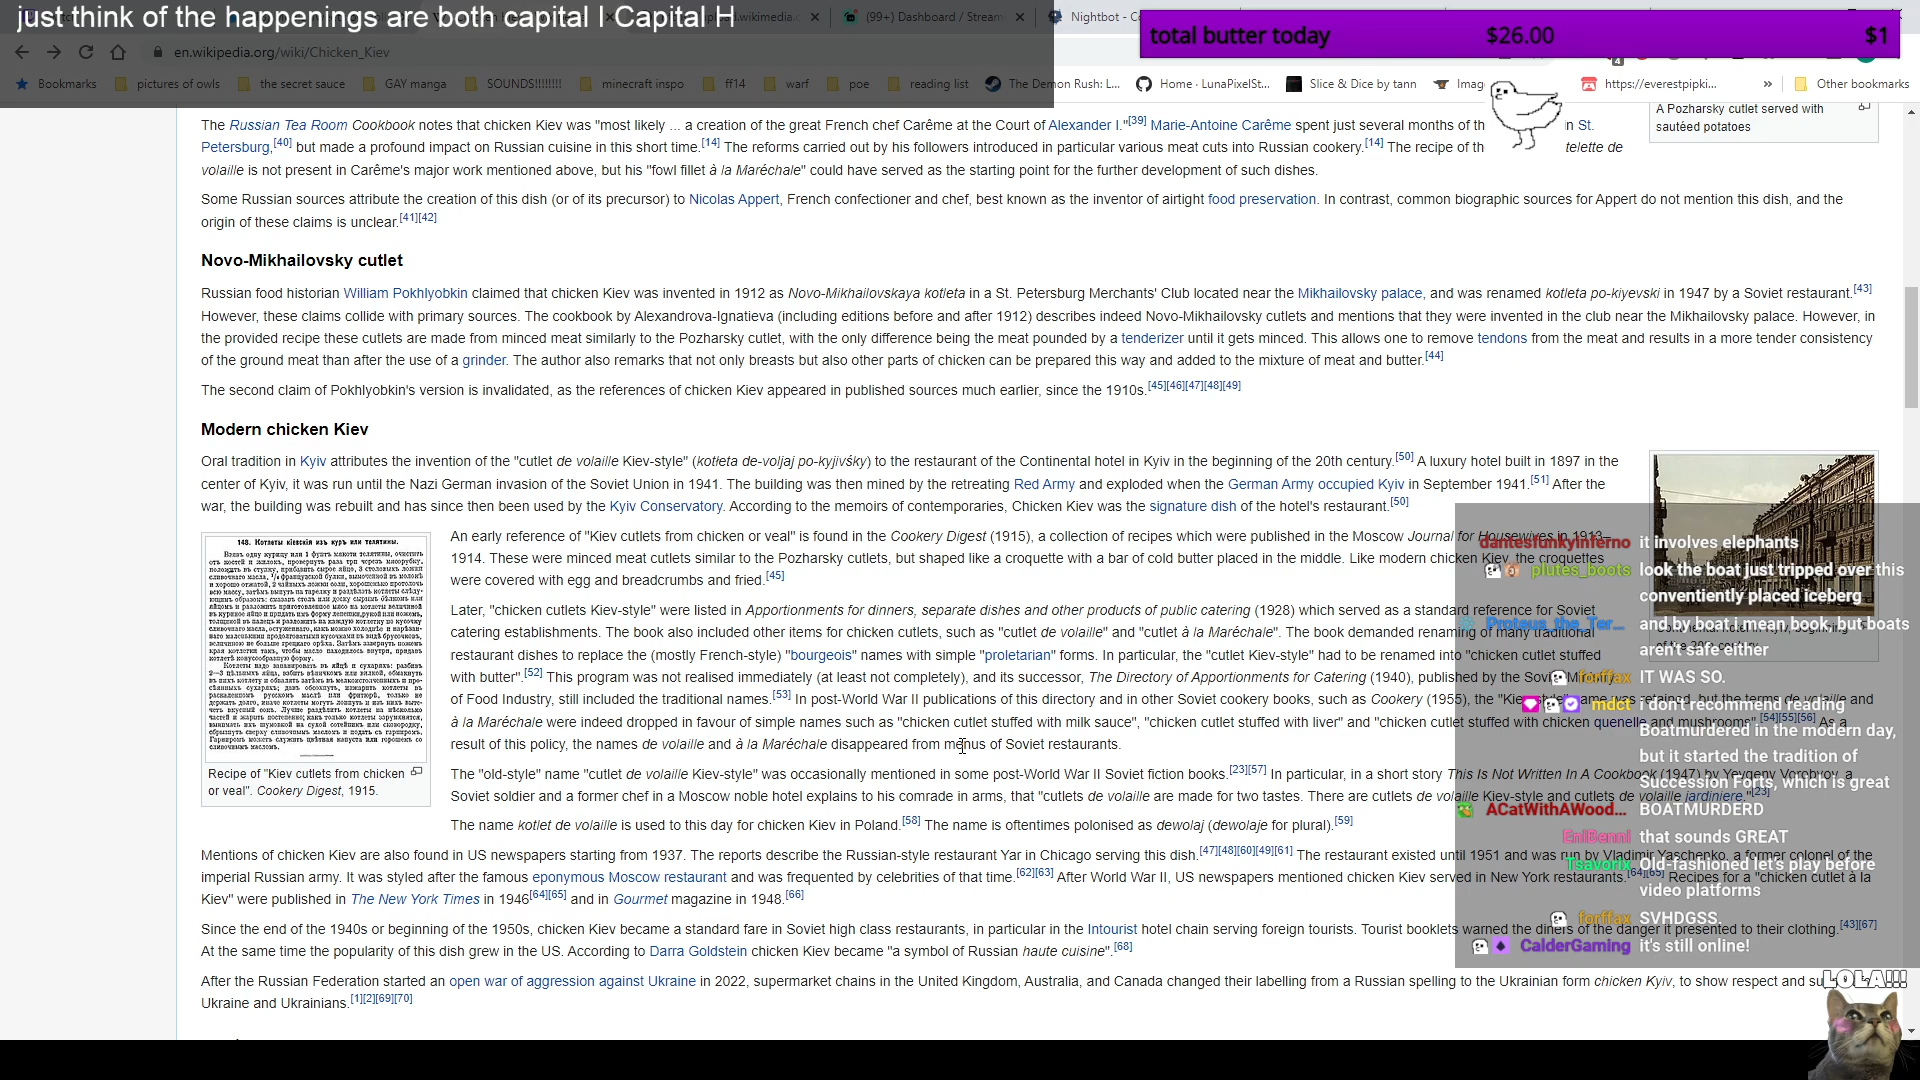 just think of the happenings are both capital I Capital H
(99+) Dashboard / Stream
Nightbot - C
total butter today $26.00 $1
en.wikipedia.org/wiki/Chicken_Kiev
Bookmarks pictures of owls the secret sauce GAY manga SOUNDS!!!!!!!! minecraft inspo ff14 warf poe reading list The Demon Rush: L... Home · LunaPixelSt... Slice & Dice by tann Imag https://everestpipki... » Other bookmarks
A Pozharsky cutlet served with
sautéed potatoes
The Russian Tea Room Cookbook notes that chicken Kiev was "most likely ... a creation of the great French chef Carême at the Court of Alexander I."[39] Marie-Antoine Carême spent just several months of th in St.
Petersburg,[40] but made a profound impact on Russian cuisine in this short time.[14] The reforms carried out by his followers introduced in particular various meat cuts into Russian cookery.[14] The recipe of th telette de
volaille is not present in Carême's major work mentioned above, but his "fowl fillet à la Maréchale" could have served as the starting point for the further development of such dishes.
Some Russian sources attribute the creation of this dish (or of its precursor) to Nicolas Appert, French confectioner and chef, best known as the inventor of airtight food preservation. In contrast, common biographic sources for Appert do not mention this dish, and the
origin of these claims is unclear.[41][42]
Novo-Mikhailovsky cutlet
Russian food historian William Pokhlyobkin claimed that chicken Kiev was invented in 1912 as Novo-Mikhailovskaya kotleta in a St. Petersburg Merchants' Club located near the Mikhailovsky palace, and was renamed kotleta po-kiyevski in 1947 by a Soviet restaurant.[43]
However, these claims collide with primary sources. The cookbook by Alexandrova-Ignatieva (including editions before and after 1912) describes indeed Novo-Mikhailovsky cutlets and mentions that they were invented in the club near the Mikhailovsky palace. However, in
the provided recipe these cutlets are made from minced meat similarly to the Pozharsky cutlet, with the only difference being the meat pounded by a tenderizer until it gets minced. This allows one to remove tendons from the meat and results in a more tender consistency
of the ground meat than after the use of a grinder. The author also remarks that not only breasts but also other parts of chicken can be prepared this way and added to the mixture of meat and butter.[44]
The second claim of Pokhlyobkin's version is invalidated, as the references of chicken Kiev appeared in published sources much earlier, since the 1910s.[45][46][47][48][49]
Modern chicken Kiev
Oral tradition in Kyiv attributes the invention of the "cutlet de volaille Kiev-style" (kotleta de-voljaj po-kyjivśky) to the restaurant of the Continental hotel in Kyiv in the beginning of the 20th century.[50] A luxury hotel built in 1897 in the
center of Kyiv, it was run until the Nazi German invasion of the Soviet Union in 1941. The building was then mined by the retreating Red Army and exploded when the German Army occupied Kyiv in September 1941.[51] After the
war, the building was rebuilt and has since then been used by the Kyiv Conservatory. According to the memoirs of contemporaries, Chicken Kiev was the signature dish of the hotel's restaurant.[50]
148. Котлеты кіевскія изъ куръ или телятины.
Recipe of "Kiev cutlets from chicken
or veal". Cookery Digest, 1915.
An early reference of "Kiev cutlets from chicken or veal" is found in the Cookery Digest (1915), a collection of recipes which were published in the Moscow Journal for Housewives in 1913–
1914. These were minced meat cutlets similar to the Pozharsky cutlets, but shaped like a croquette with a bar of cold butter placed in the middle. Like modern chicken Kiev, the croquettes
were covered with egg and breadcrumbs and fried.[45]
Later, "chicken cutlets Kiev-style" were listed in Apportionments for dinners, separate dishes and other products of public catering (1928) which served as a standard reference for Soviet
catering establishments. The book also included other items for chicken cutlets, such as "cutlet de volaille" and "cutlet à la Maréchale". The book demanded renaming of many traditional
restaurant dishes to replace the (mostly French-style) "bourgeois" names with simple "proletarian" forms. In particular, the "cutlet Kiev-style" had to be renamed into "chicken cutlet stuffed
with butter".[52] This program was not realised immediately (at least not completely), and its successor, The Directory of Apportionments for Catering (1940), published by the Soviet Ministry
of Food Industry, still included the traditional names.[53] In post-World War II publications of this directory and in other Soviet cookery books, such as Cookery (1955), the "Kiev-style" name was retained, but the terms de volaille and
à la Maréchale were indeed dropped in favour of simple names such as "chicken cutlet stuffed with milk sauce", "chicken cutlet stuffed with liver" and "chicken cutlet stuffed with chicken quenelle and mushrooms".[54][55][56] As a
result of this policy, the names de volaille and à la Maréchale disappeared from menus of Soviet restaurants.
The "old-style" name "cutlet de volaille Kiev-style" was occasionally mentioned in some post-World War II Soviet fiction books.[23][57] In particular, in a short story This Is Not Written In A Cookbook (1947) by Yevgeny Vorobyov, a
Soviet soldier and a former chef in a Moscow noble hotel explains to his comrade in arms, that "cutlets de volaille are made for two tastes. There are cutlets de volaille Kiev-style and cutlets de volaille jardiniere."[23]
The name kotlet de volaille is used to this day for chicken Kiev in Poland.[58] The name is oftentimes polonised as dewolaj (dewolaje for plural).[59]
Mentions of chicken Kiev are also found in US newspapers starting from 1937. The reports describe the Russian-style restaurant Yar in Chicago serving this dish.[47][48][60][49][61] The restaurant existed until 1951 and was run by Vladimir Yaschenko, a former colonel of the
imperial Russian army. It was styled after the famous eponymous Moscow restaurant and was frequented by celebrities of that time.[62][63] After World War II, US newspapers mentioned chicken Kiev served in New York restaurants.[64][65] Recipes for a "chicken cutlet à la
Kiev" were published in The New York Times in 1946[64][65] and in Gourmet magazine in 1948.[66]
Since the end of the 1940s or beginning of the 1950s, chicken Kiev became a standard fare in Soviet high class restaurants, in particular in the Intourist hotel chain serving foreign tourists. Tourist booklets warned the diners of the danger it presented to their clothing.[43][67]
At the same time the popularity of this dish grew in the US. According to Darra Goldstein chicken Kiev became "a symbol of Russian haute cuisine".[68]
After the Russian Federation started an open war of aggression against Ukraine in 2022, supermarket chains in the United Kingdom, Australia, and Canada changed their labelling from a Russian spelling to the Ukrainian form chicken Kyiv, to show respect and su
Ukraine and Ukrainians.[1][2][69][70]
dantesfunkyinferno it involves elephants
plutes_boots look the boat just tripped over this
conventiently placed iceberg
Proteus_the_Ter... and by boat i mean book, but boats
aren't safe either
forffax IT WAS SO.
mdct I don't recommend reading
Boatmurdered in the modern day,
but it started the tradition of
Succession Forts, which is great
ACatWithAWood... BOATMURDERD
EniBenni that sounds GREAT
Tsavorix Old-fashioned let's play before
video platforms
forffax SVHDGSS.
CalderGaming it's still online!
LOLA!!!